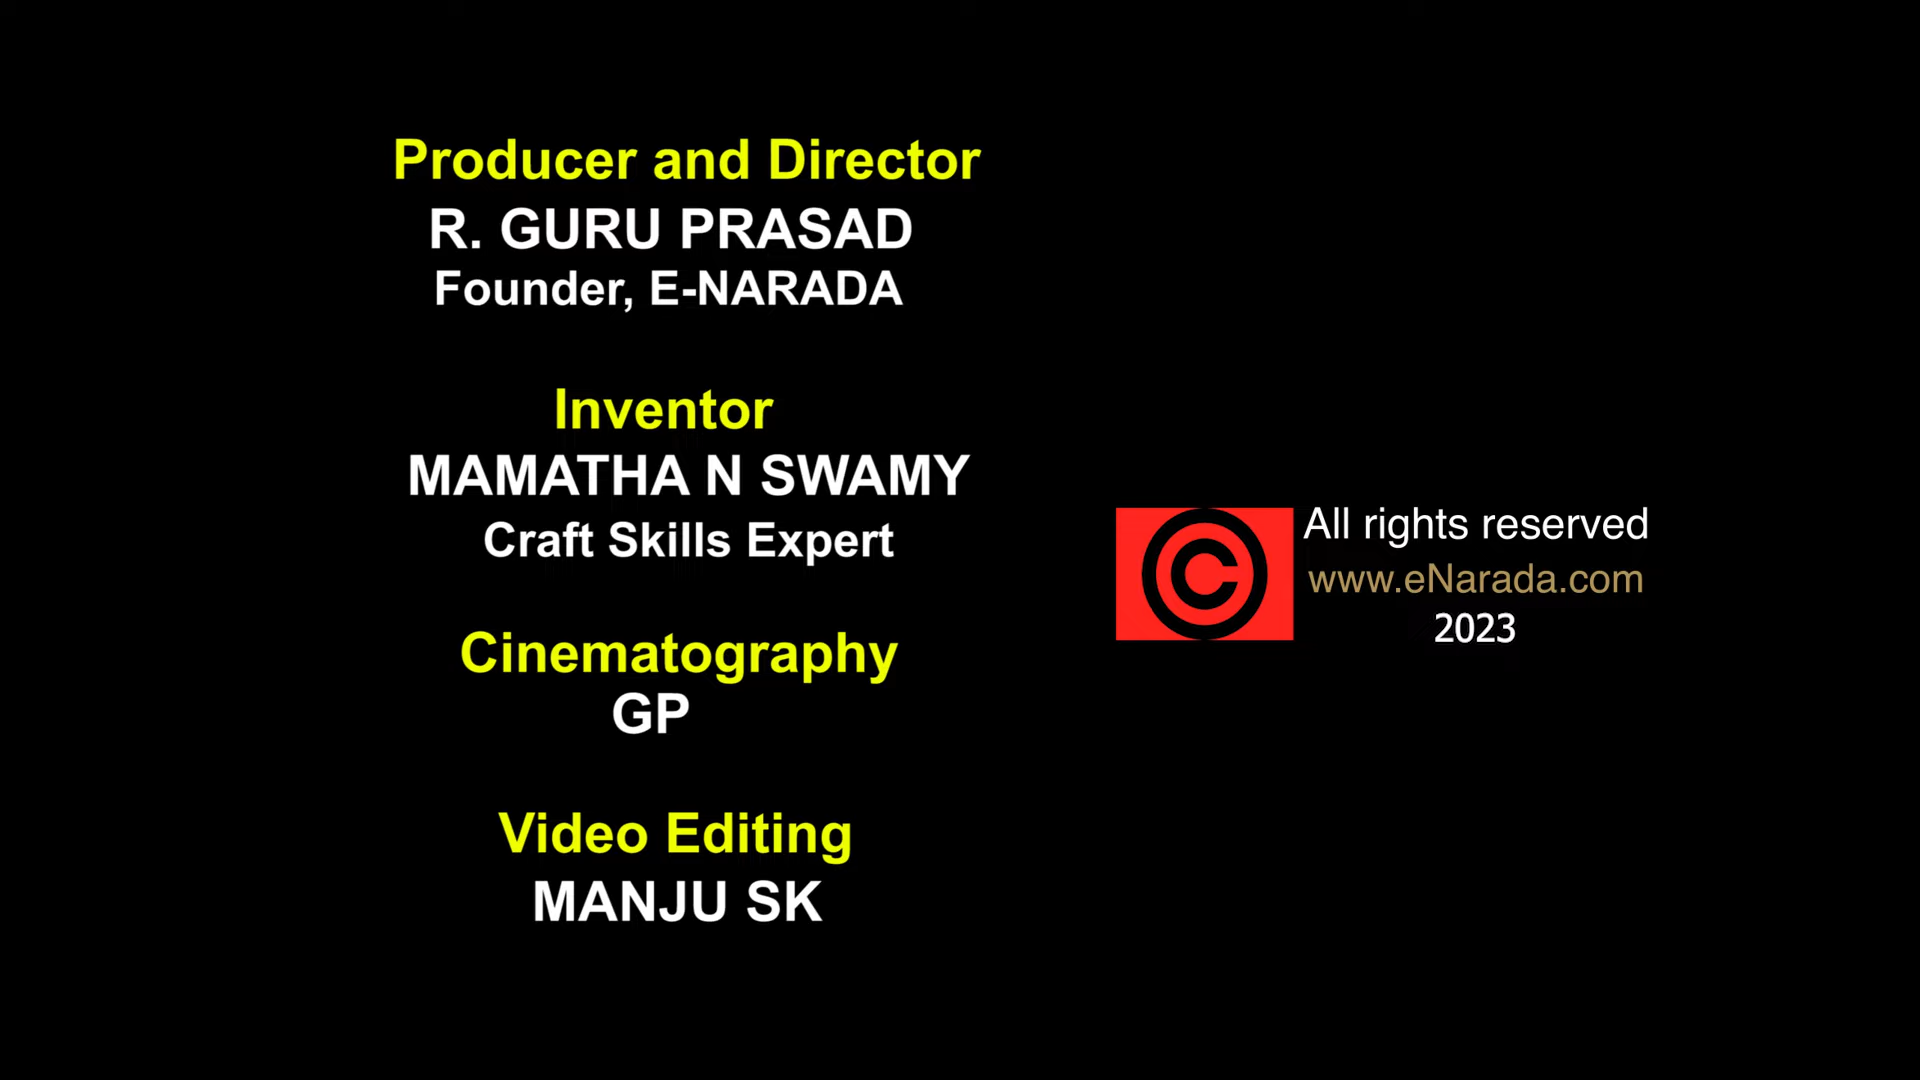 Producer and Director
R. GURU PRASAD
Founder, E-NARADA
Inventor
MAMATHA N SWAMY
Craft Skills Expert
Cinematography
GP
Video Editing
MANJU SK
© All rights reserved
www.eNarada.com
2023